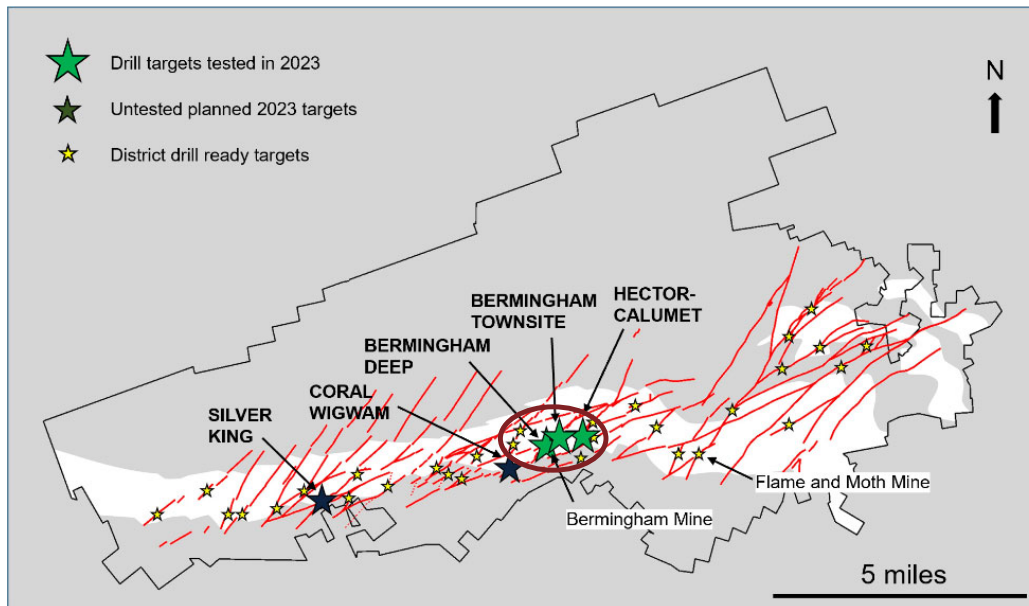 Drill targets tested in 2023
Untested planned 2023 targets
District drill ready targets
N
BERMINGHAM
TOWNSITE
HECTOR-
CALUMET
BERMINGHAM
DEEP
CORAL
WIGWAM
SILVER
KING
Flame and Moth Mine
Bermingham Mine
5 miles